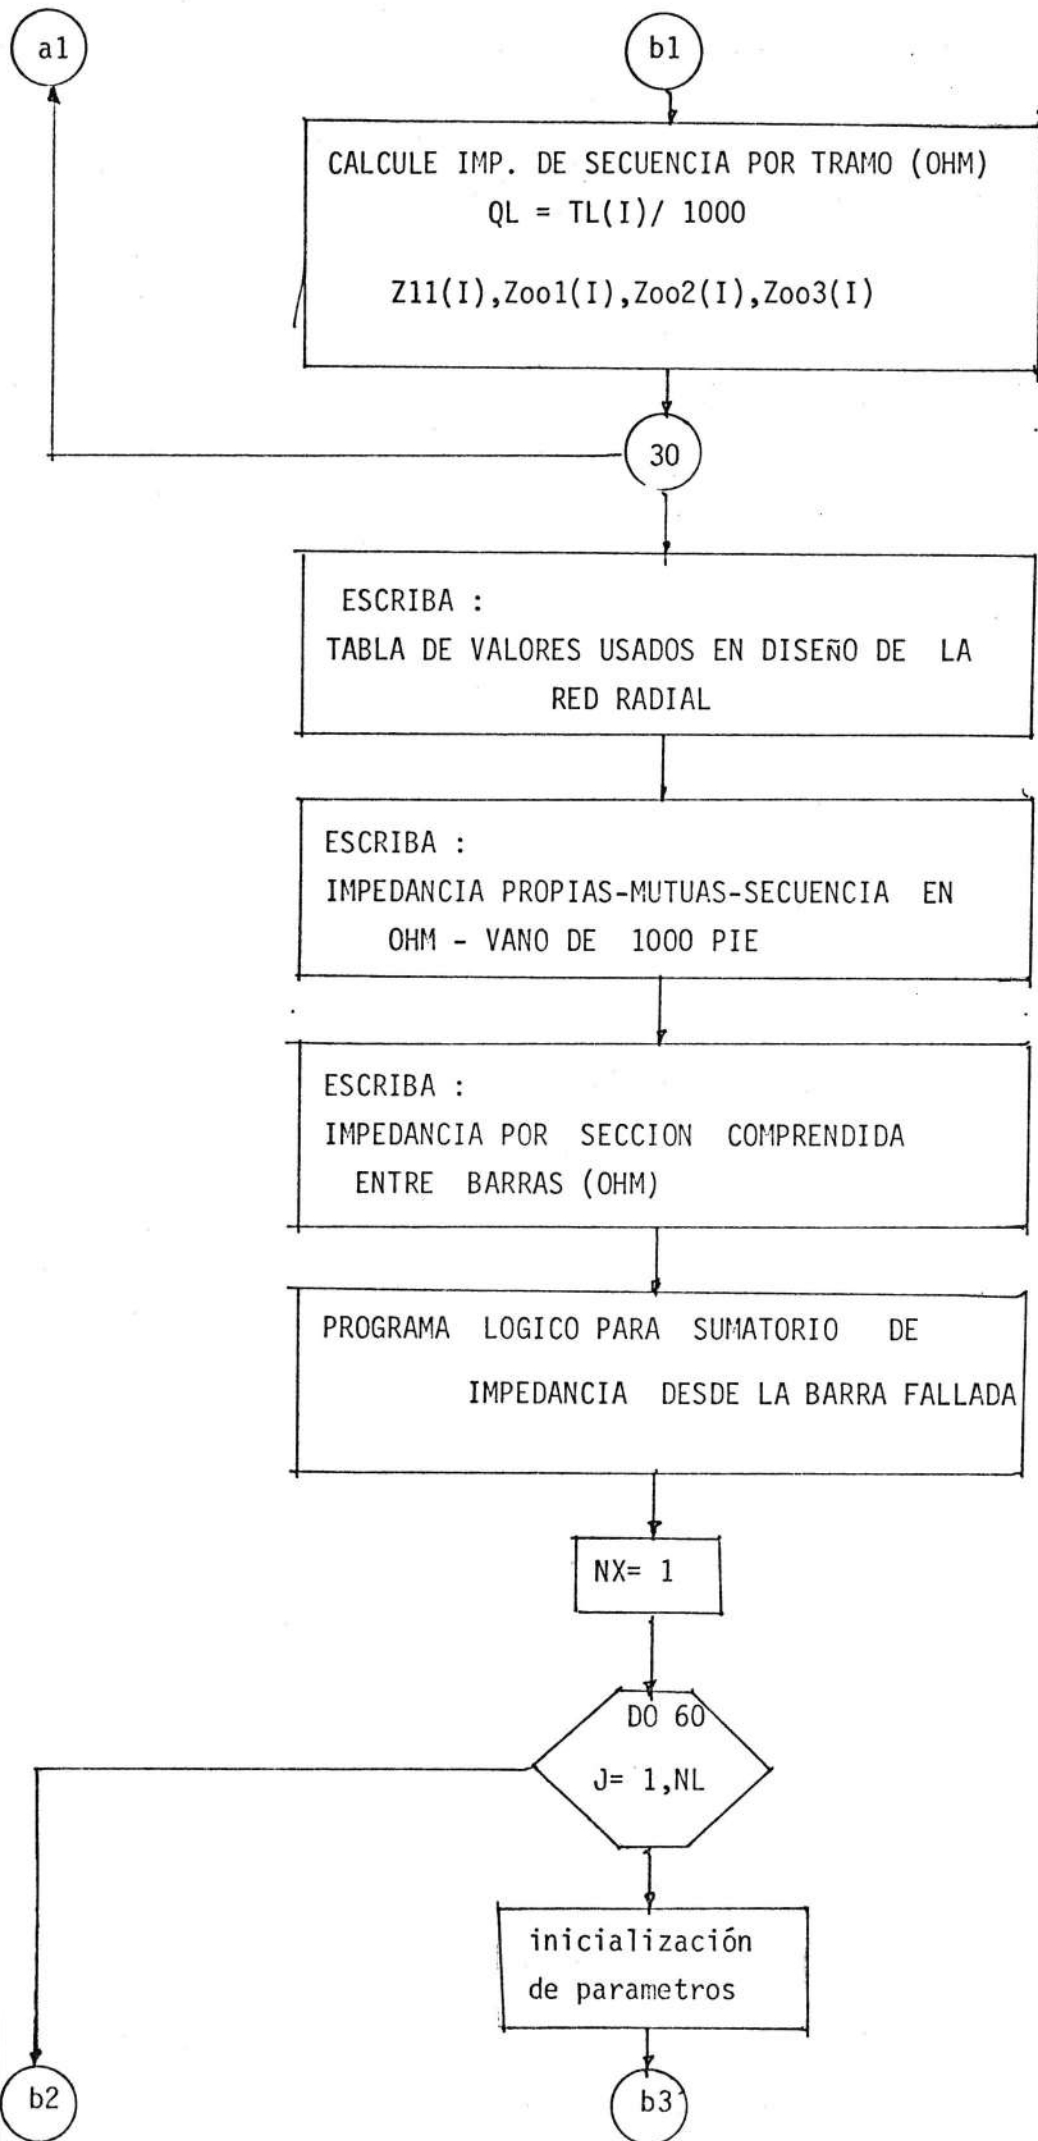 a1
b1
CALCULE IMP. DE SECUENCIA POR TRAMO (OHM)
QL = TL(I)/ 1000
Z11(I),Zoo1(I),Zoo2(I),Zoo3(I)
30
ESCRIBA :
TABLA DE VALORES USADOS EN DISEÑO DE LA
RED RADIAL
ESCRIBA :
IMPEDANCIA PROPIAS-MUTUAS-SECUENCIA EN
OHM - VANO DE 1000 PIE
ESCRIBA :
IMPEDANCIA POR SECCION COMPRENDIDA
ENTRE BARRAS (OHM)
PROGRAMA LOGICO PARA SUMATORIO DE
IMPEDANCIA DESDE LA BARRA FALLADA
NX= 1
DO 60
J= 1,NL
inicialización
de parametros
b2
b3